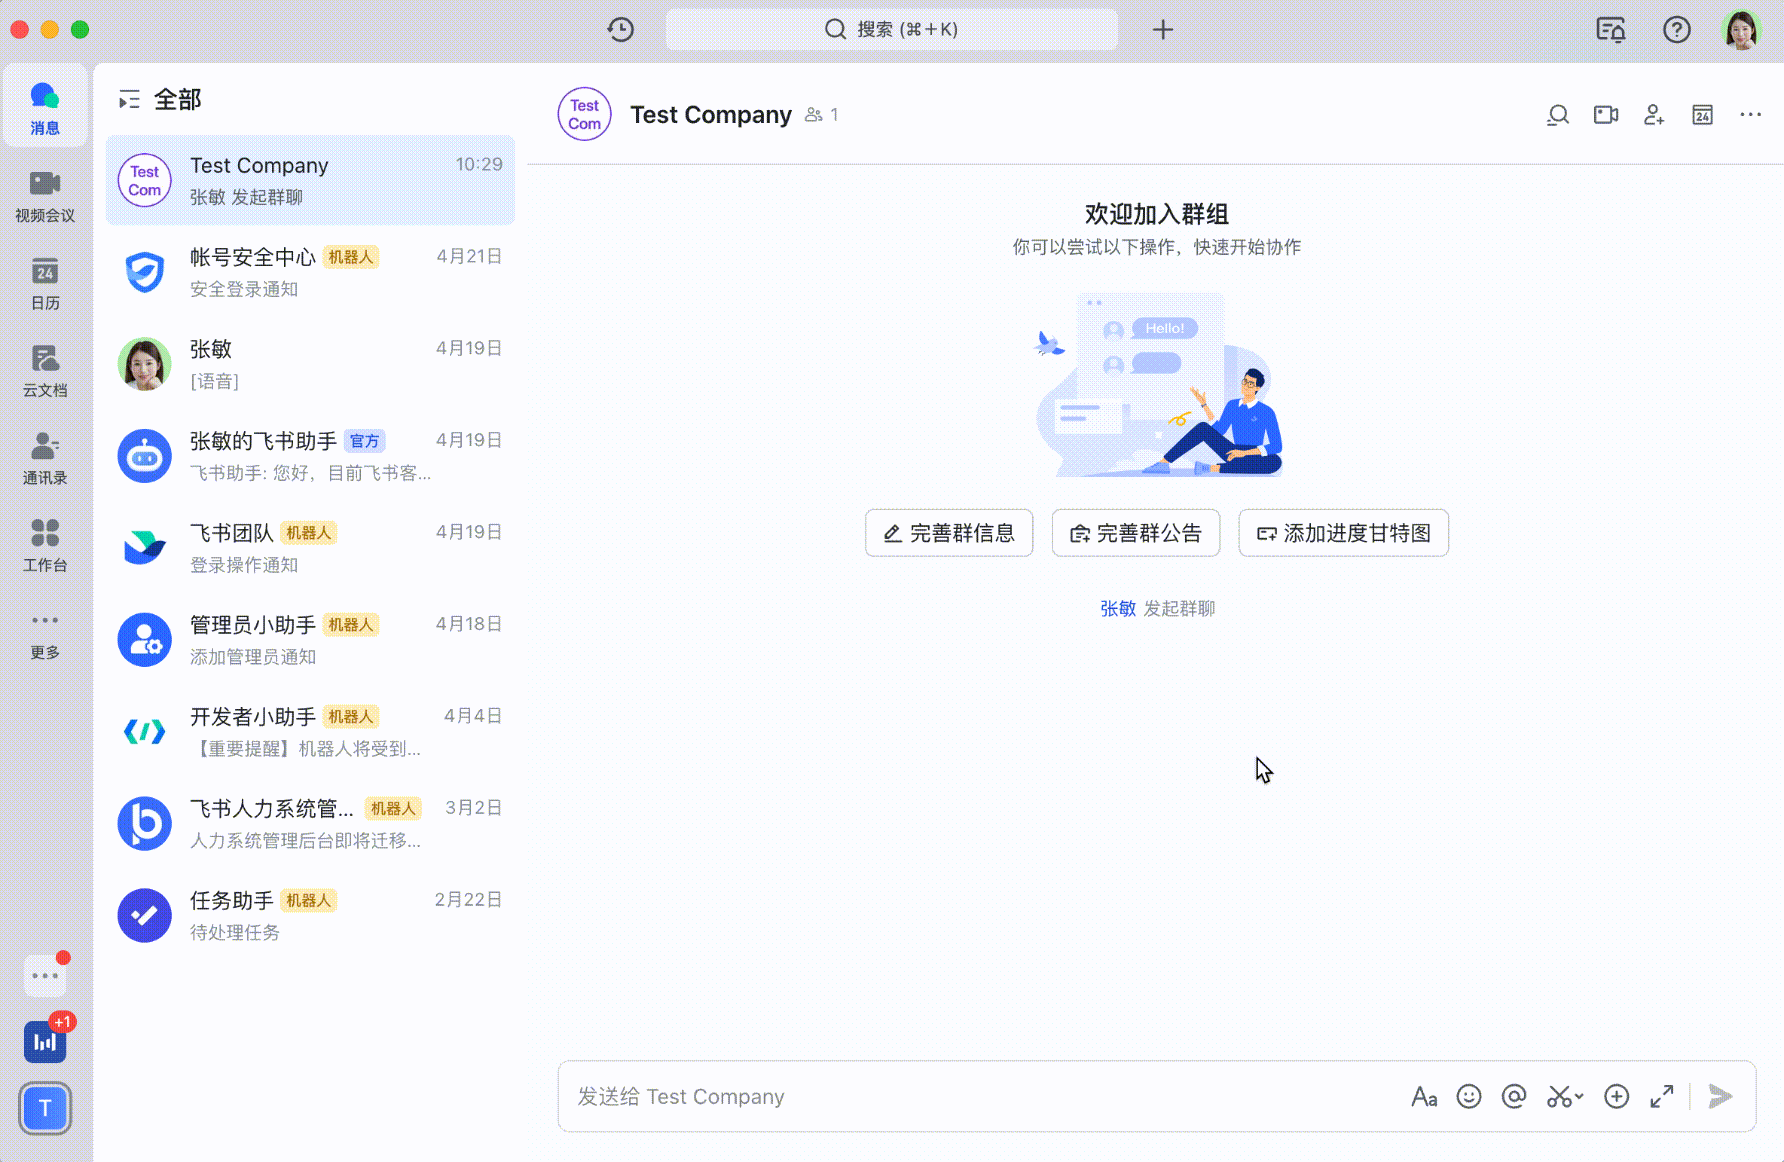 搜索 (⌘+K)
消息
视频会议
24
日历
云文档
通讯录
工作台
更多
+1
T
全部
Test Com
Test Company
10:29
张敏 发起群聊
帐号安全中心 机器人
4月21日
安全登录通知
张敏
4月19日
[语音]
张敏的飞书助手 官方
4月19日
飞书助手: 您好，目前飞书客...
飞书团队 机器人
4月19日
登录操作通知
管理员小助手 机器人
4月18日
添加管理员通知
开发者小助手 机器人
4月4日
【重要提醒】机器人将受到...
飞书人力系统管... 机器人
3月2日
人力系统管理后台即将迁移...
任务助手 机器人
2月22日
待处理任务
Test Com
Test Company
1
24
欢迎加入群组
你可以尝试以下操作，快速开始协作
Hello!
完善群信息
完善群公告
添加进度甘特图
张敏 发起群聊
发送给 Test Company
Aa